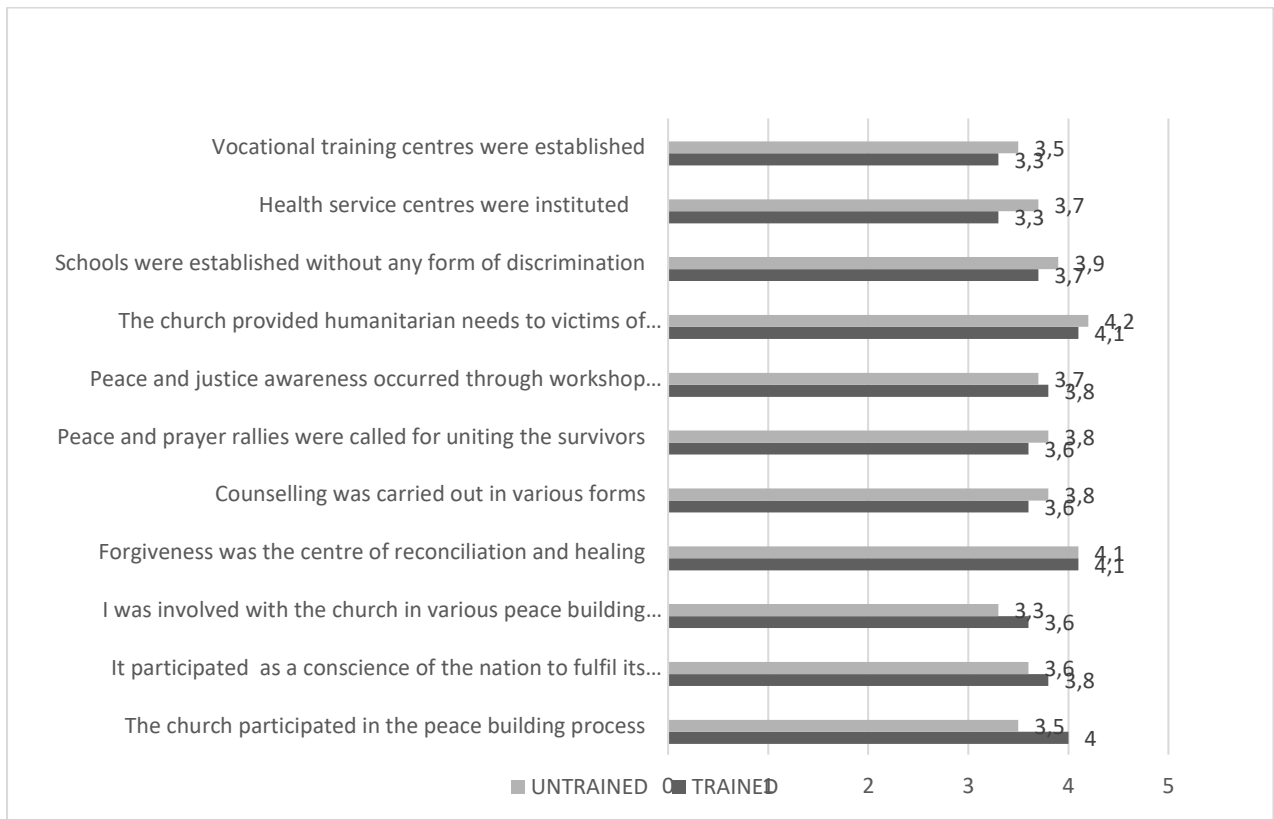 Vocational training centres were established
3,5
3,3
Health service centres were instituted
3,7
3,3
Schools were established without any form of discrimination
3,9
3,7
The church provided humanitarian needs to victims of...
4,2
4,1
Peace and justice awareness occurred through workshop...
3,7
3,8
Peace and prayer rallies were called for uniting the survivors
3,8
3,6
Counselling was carried out in various forms
3,8
3,6
Forgiveness was the centre of reconciliation and healing
4,1
4,1
I was involved with the church in various peace building...
3,3
3,6
It participated  as a conscience of the nation to fulfil its...
3,6
3,8
The church participated in the peace building process
3,5
4
0 1 2 3 4 5
UNTRAINED TRAINED